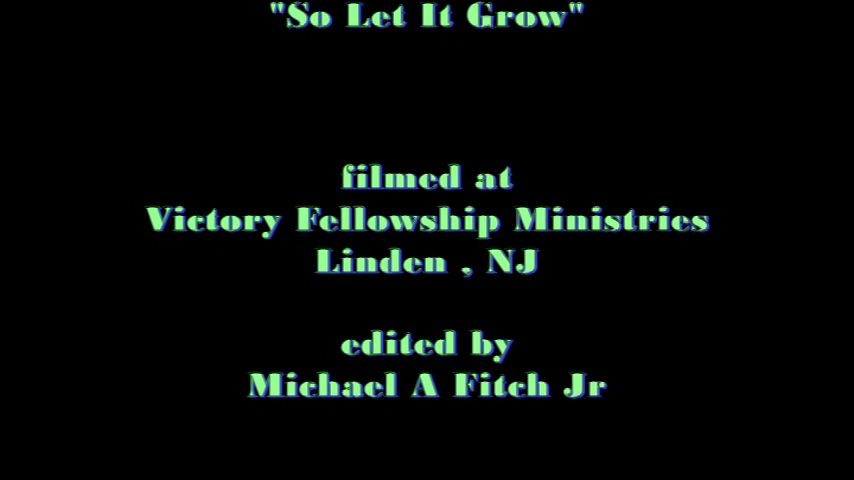 "So Let It Grow"
filmed at
Victory Fellowship Ministries
Linden , NJ
edited by
Michael A Fitch Jr